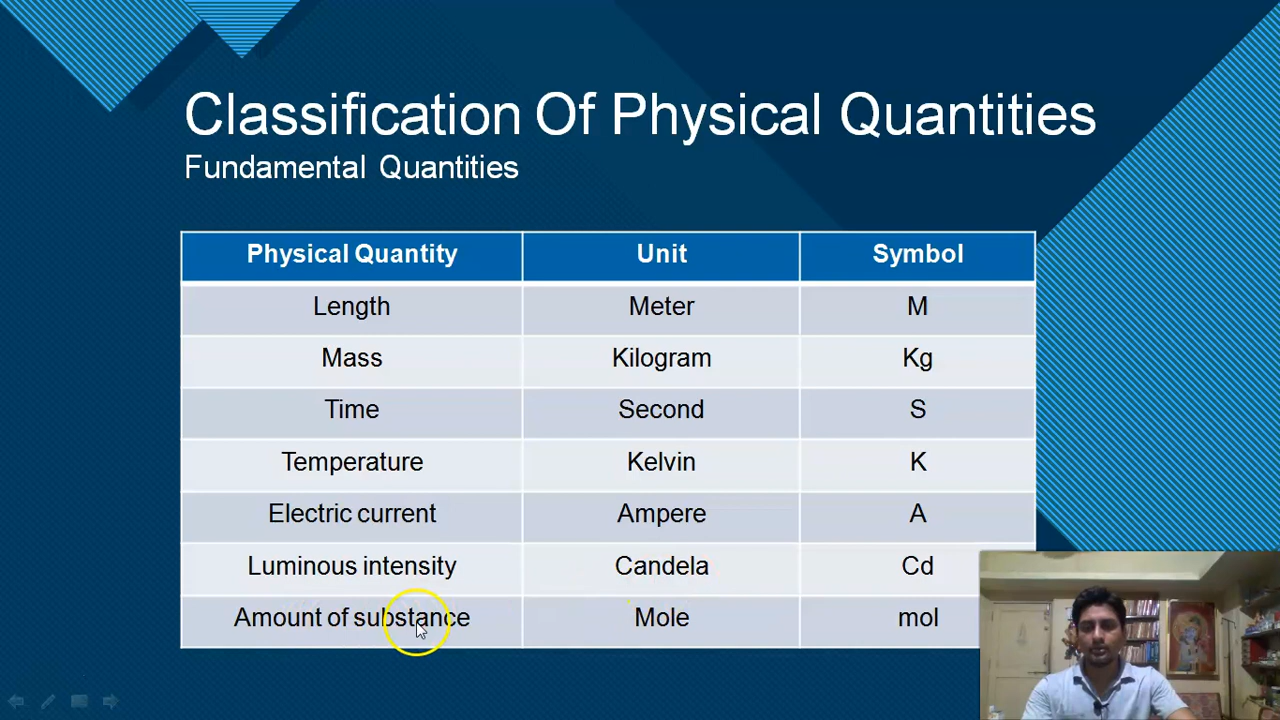 Classification Of Physical Quantities
Fundamental Quantities
Physical Quantity Unit Symbol
Length Meter M
Mass Kilogram Kg
Time Second S
Temperature Kelvin K
Electric current Ampere A
Luminous intensity Candela Cd
Amount of substance Mole mol